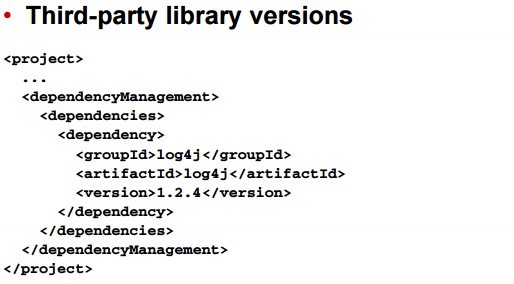 • Third-party library versions
<project>
  ...
  <dependencyManagement>
    <dependencies>
      <dependency>
        <groupId>log4j</groupId>
        <artifactId>log4j</artifactId>
        <version>1.2.4</version>
      </dependency>
    </dependencies>
  </dependencyManagement>
</project>